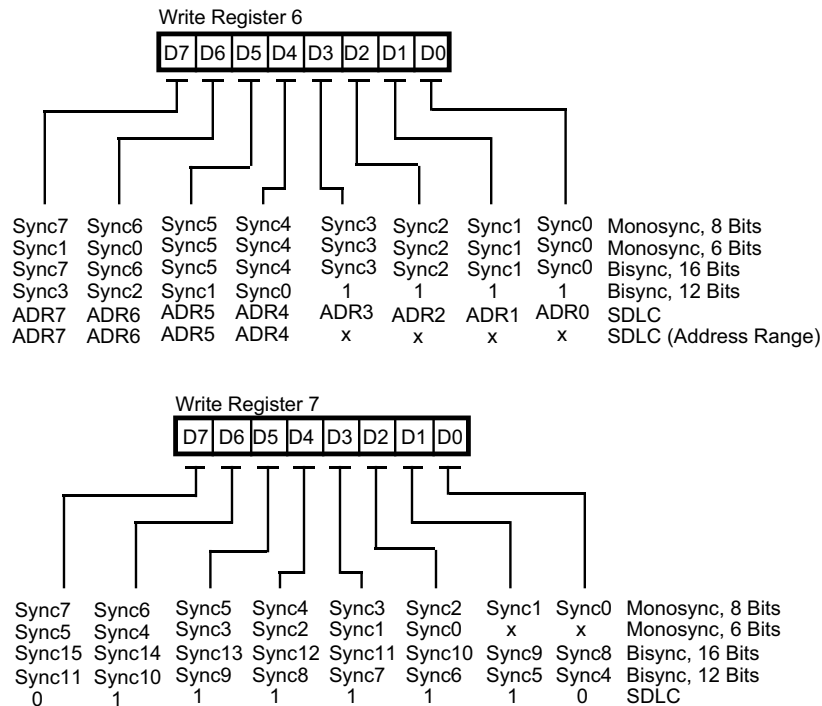 Write Register 6
D7 D6 D5 D4 D3 D2 D1 D0
Sync7 Sync6 Sync5 Sync4 Sync3 Sync2 Sync1 Sync0 Monosync, 8 Bits
Sync1 Sync0 Sync5 Sync4 Sync3 Sync2 Sync1 Sync0 Monosync, 6 Bits
Sync7 Sync6 Sync5 Sync4 Sync3 Sync2 Sync1 Sync0 Bisync, 16 Bits
Sync3 Sync2 Sync1 Sync0 1 1 1 1 Bisync, 12 Bits
ADR7 ADR6 ADR5 ADR4 ADR3 ADR2 ADR1 ADR0 SDLC
ADR7 ADR6 ADR5 ADR4 x x x x SDLC (Address Range)
Write Register 7
D7 D6 D5 D4 D3 D2 D1 D0
Sync7 Sync6 Sync5 Sync4 Sync3 Sync2 Sync1 Sync0 Monosync, 8 Bits
Sync5 Sync4 Sync3 Sync2 Sync1 Sync0 x x Monosync, 6 Bits
Sync15 Sync14 Sync13 Sync12 Sync11 Sync10 Sync9 Sync8 Bisync, 16 Bits
Sync11 Sync10 Sync9 Sync8 Sync7 Sync6 Sync5 Sync4 Bisync, 12 Bits
0 1 1 1 1 1 1 0 SDLC